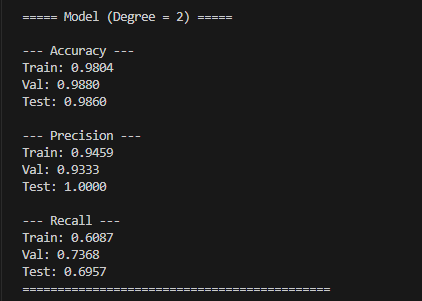 ===== Model (Degree = 2) =====
--- Accuracy ---
Train: 0.9804
Val: 0.9880
Test: 0.9860
--- Precision ---
Train: 0.9459
Val: 0.9333
Test: 1.0000
--- Recall ---
Train: 0.6087
Val: 0.7368
Test: 0.6957
============================================